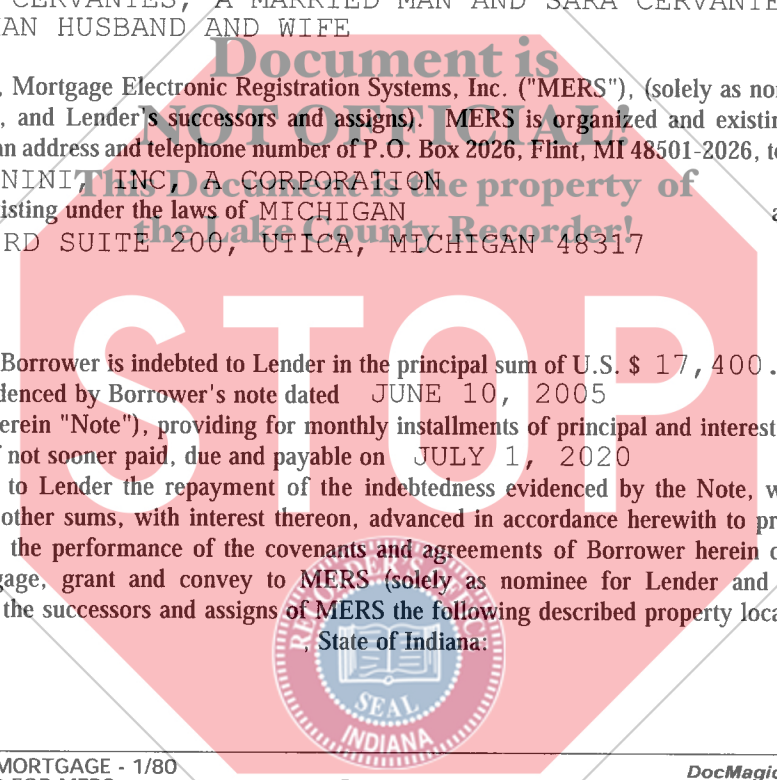 CERVANTES, A MARRIED MAN AND SARA CERVANTE
AN HUSBAND AND WIFE
Document is
, Mortgage Electronic Registration Systems, Inc. ("MERS"), (solely as no
NOT OFFICIAL!
, and Lender's successors and assigns). MERS is organized and existin
an address and telephone number of P.O. Box 2026, Flint, MI 48501-2026, t
NINI, INC, A CORPORATION
This Document is the property of
isting under the laws of MICHIGAN a
the Lake County Recorder!
RD SUITE 200, UTICA, MICHIGAN 48317
STOP
Borrower is indebted to Lender in the principal sum of U.S. $ 17,400.
denced by Borrower's note dated JUNE 10, 2005
erein "Note"), providing for monthly installments of principal and interest
f not sooner paid, due and payable on JULY 1, 2020
to Lender the repayment of the indebtedness evidenced by the Note, w
other sums, with interest thereon, advanced in accordance herewith to pr
the performance of the covenants and agreements of Borrower herein c
gage, grant and convey to MERS (solely as nominee for Lender and
the successors and assigns of MERS the following described property loca
, State of Indiana:
SEAL
INDIANA
MORTGAGE - 1/80
DocMagic